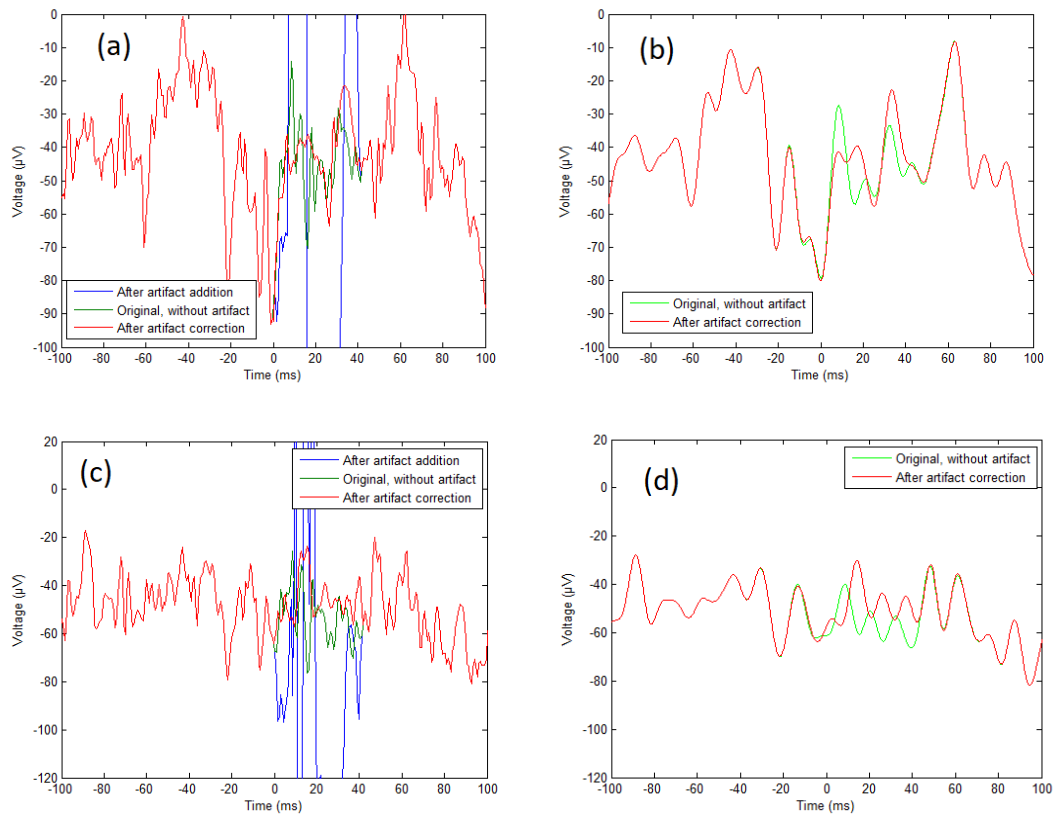 (a)
0
-10
-20
-30
-40
-50
-60
-70
-80
-90
-100
Voltage (µV)
After artifact addition
Original, without artifact
After artifact correction
-100 -80 -60 -40 -20 0 20 40 60 80 100
Time (ms)
(b)
0
-10
-20
-30
-40
-50
-60
-70
-80
-90
-100
Voltage (µV)
Original, without artifact
After artifact correction
-100 -80 -60 -40 -20 0 20 40 60 80 100
Time (ms)
(c)
20
0
-20
-40
-60
-80
-100
-120
Voltage (µV)
After artifact addition
Original, without artifact
After artifact correction
-100 -80 -60 -40 -20 0 20 40 60 80 100
Time (ms)
(d)
20
0
-20
-40
-60
-80
-100
-120
Voltage (µV)
Original, without artifact
After artifact correction
-100 -80 -60 -40 -20 0 20 40 60 80 100
Time (ms)